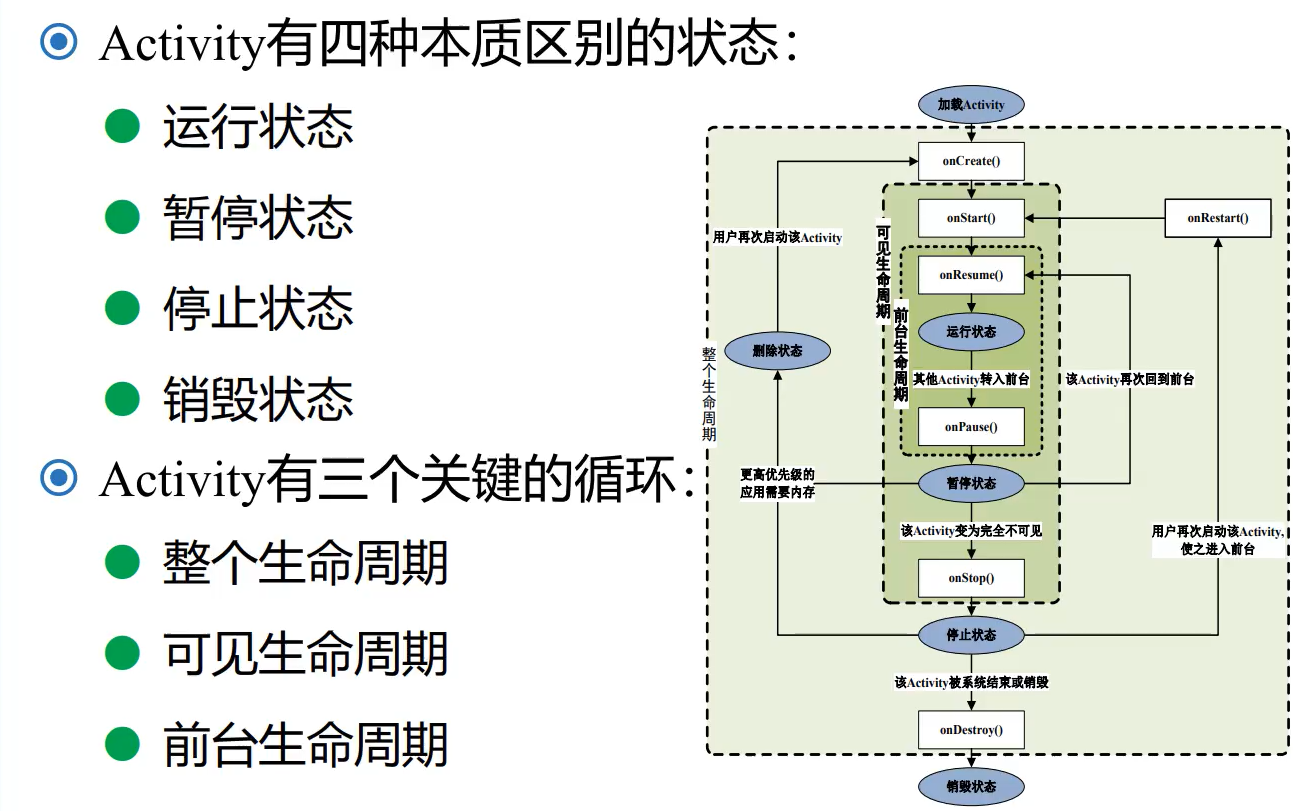 Activity有四种本质区别的状态：
运行状态
暂停状态
停止状态
销毁状态
Activity有三个关键的循环：
整个生命周期
可见生命周期
前台生命周期
加载Activity
onCreate()
onStart()
onRestart()
用户再次启动该Activity
可见生命周期
onResume()
前台生命周期
运行状态
删除状态
整个生命周期
其他Activity转入前台
该Activity再次回到前台
onPause()
更高优先级的
应用需要内存
暂停状态
该Activity变为完全不可见
用户再次启动该Activity,
使之进入前台
onStop()
停止状态
该Activity被系统结束或销毁
onDestroy()
销毁状态